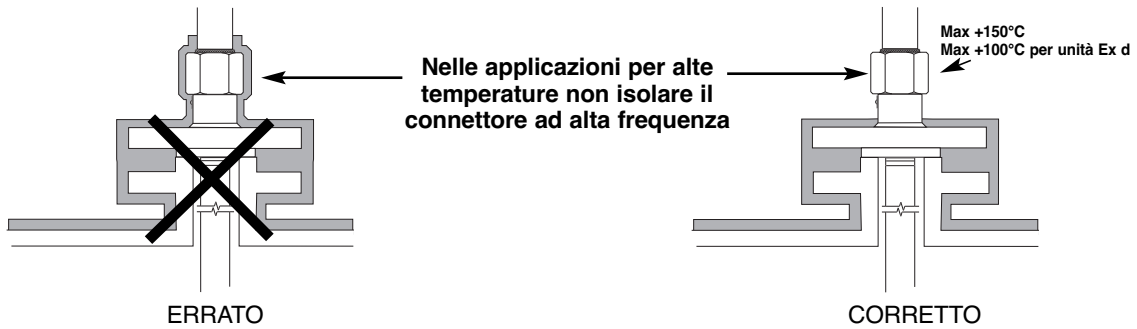 Max +150°C
Max +100°C per unità Ex d
Nelle applicazioni per alte
temperature non isolare il
connettore ad alta frequenza
ERRATO
CORRETTO